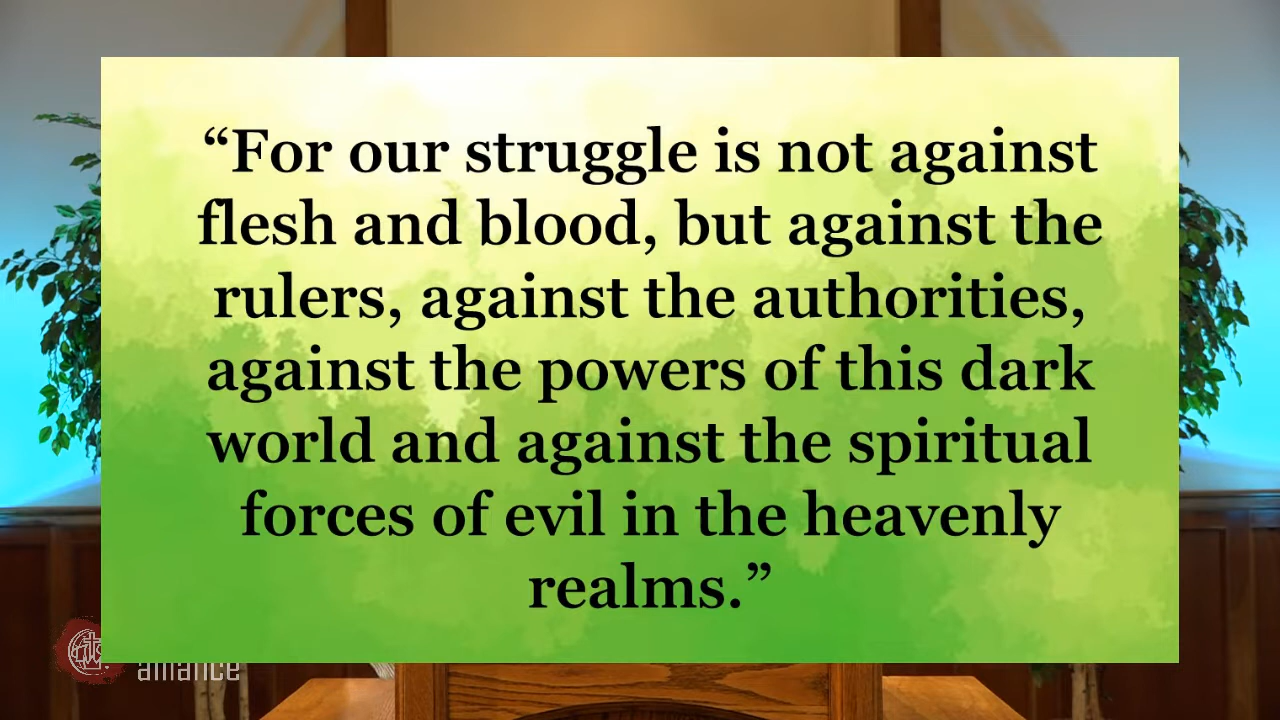 “For our struggle is not against
flesh and blood, but against the
rulers, against the authorities,
against the powers of this dark
world and against the spiritual
forces of evil in the heavenly
realms.”
alliance